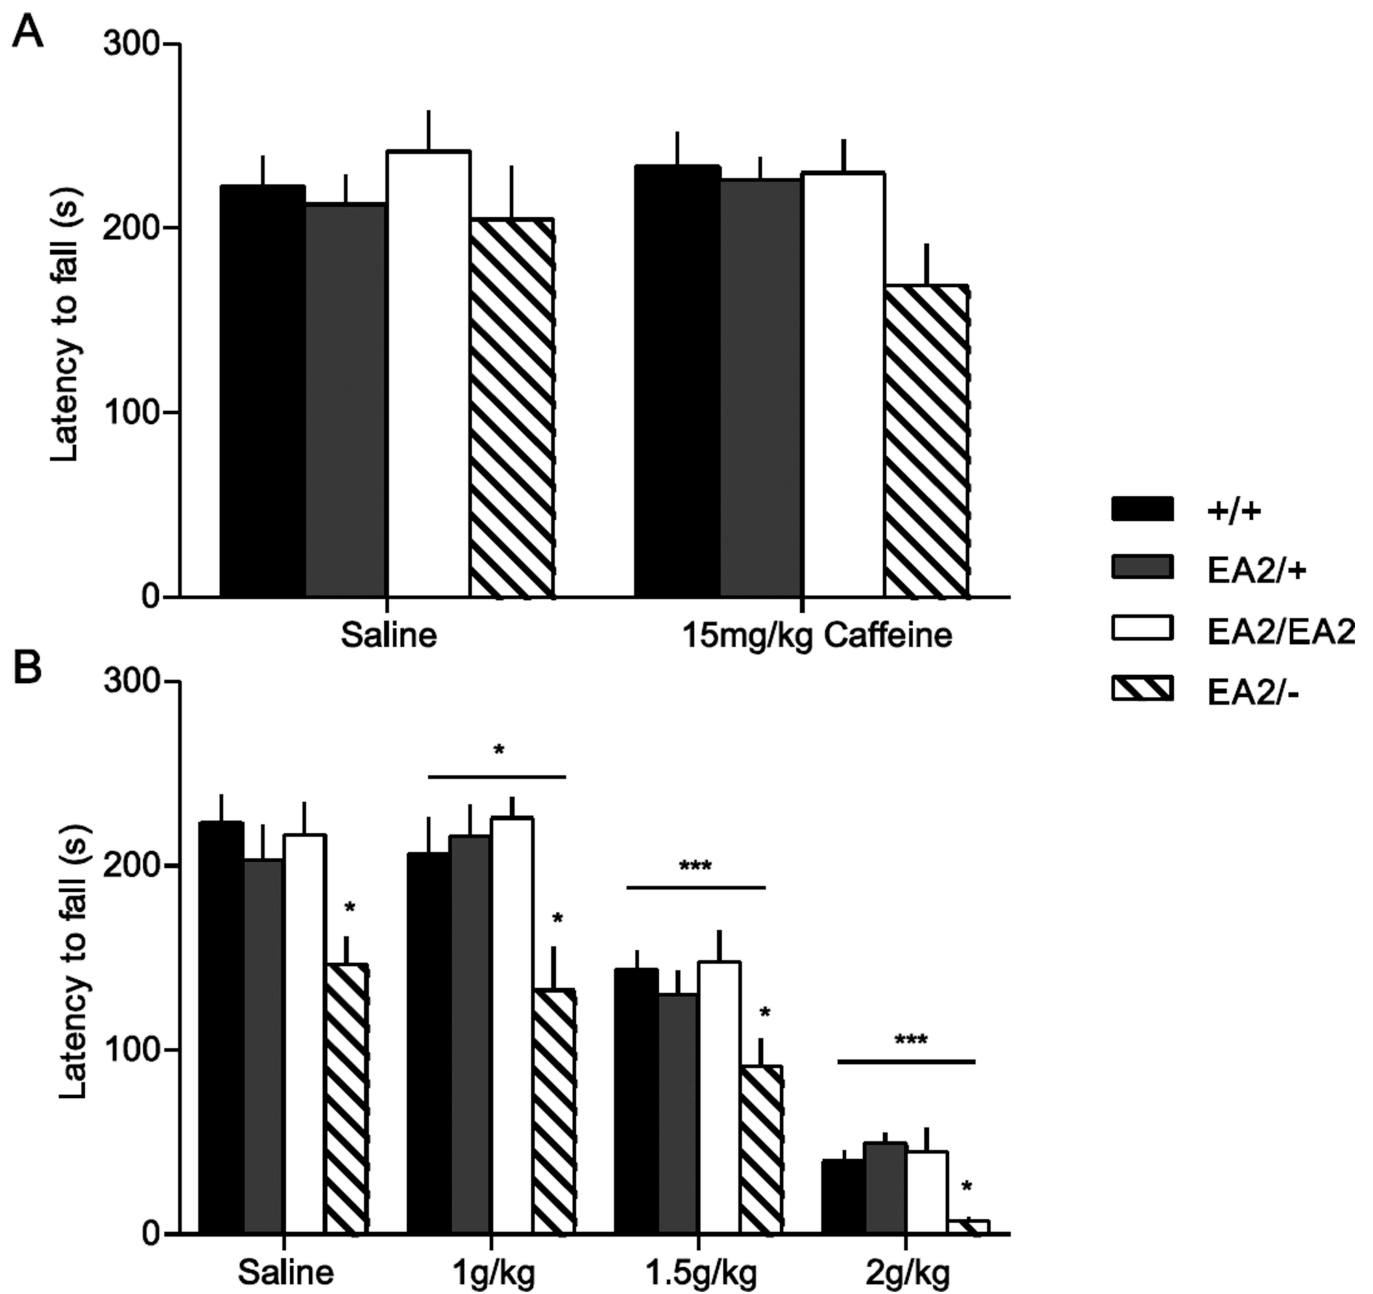 A
300
200
100
0
Latency to fall (s)
Saline
15mg/kg Caffeine
+/+
EA2/+
EA2/EA2
EA2/-
B
300
200
100
0
Latency to fall (s)
*
*
*
***
*
***
*
Saline
1g/kg
1.5g/kg
2g/kg